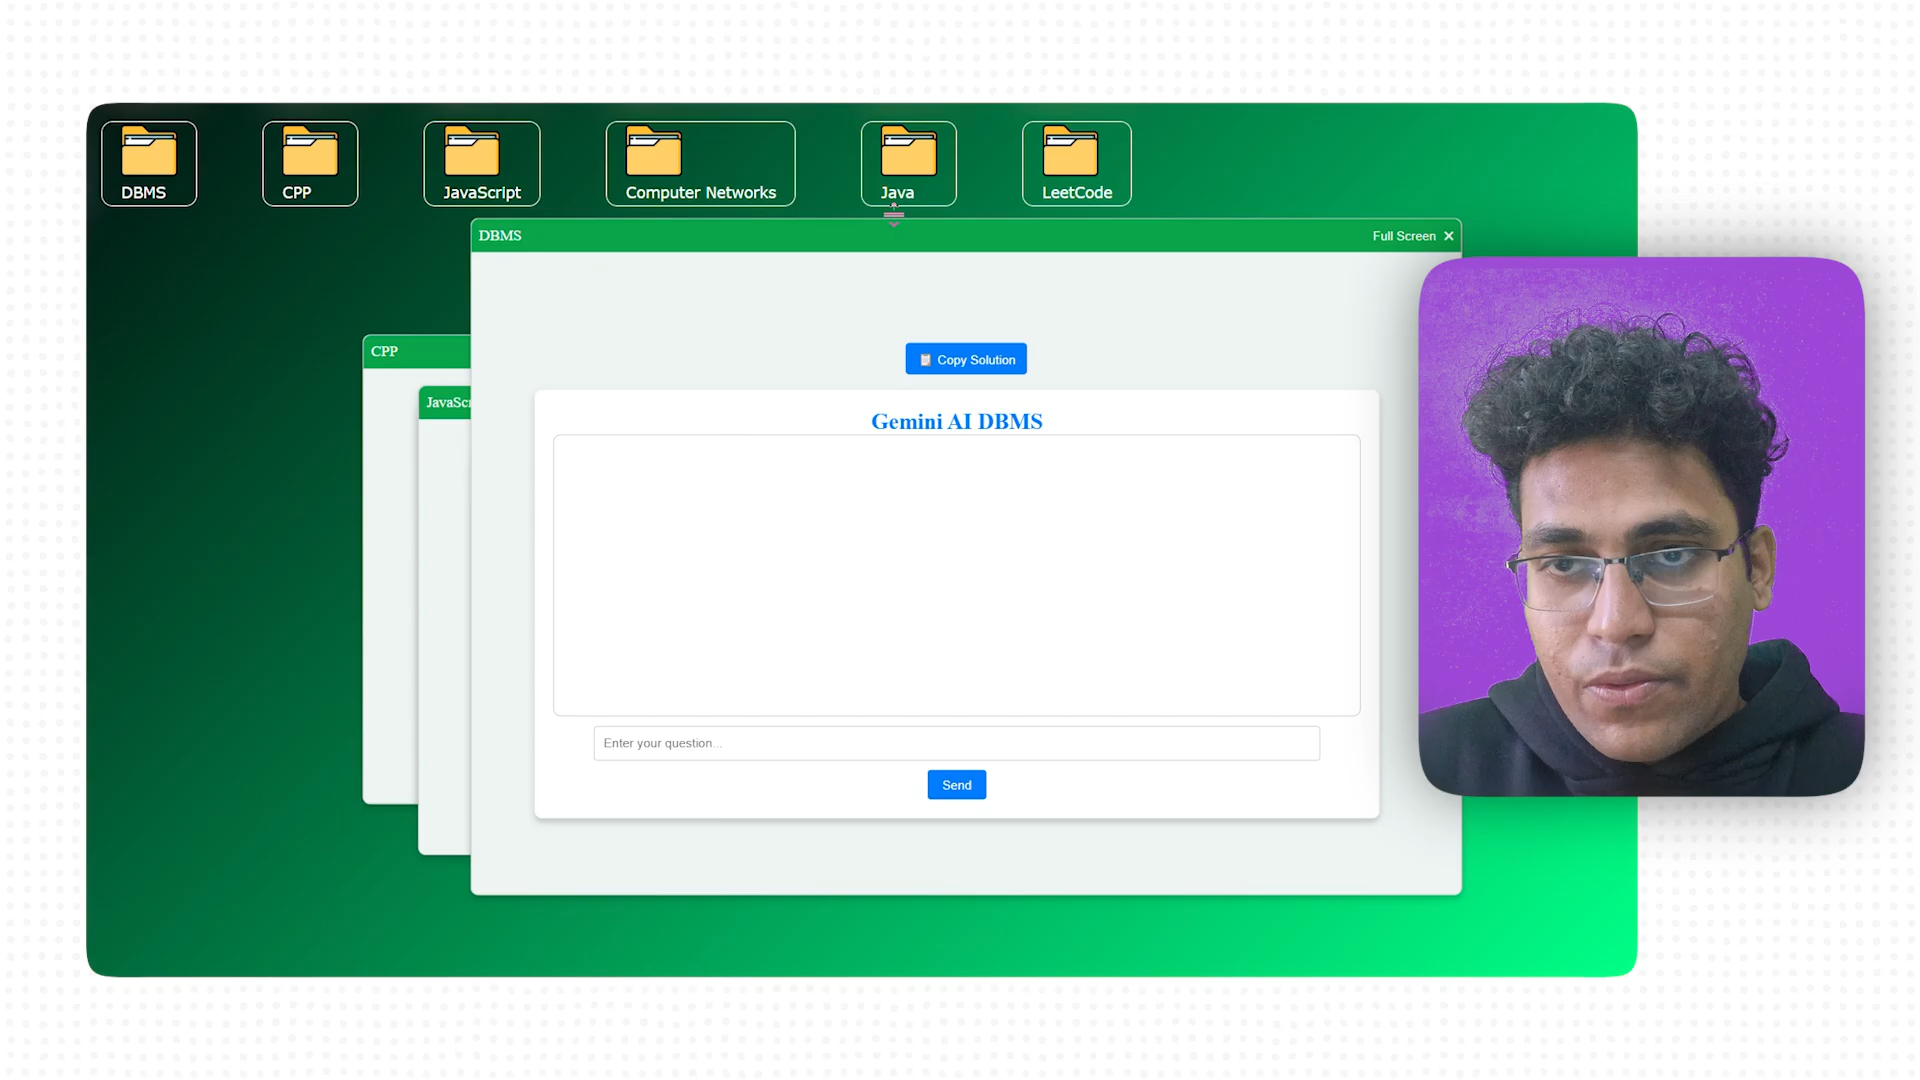 DBMS
CPP
JavaScript
Computer Networks
Java
LeetCode
DBMS
Full Screen ✕
CPP
JavaScr
📋 Copy Solution
Gemini AI DBMS
Enter your question...
Send